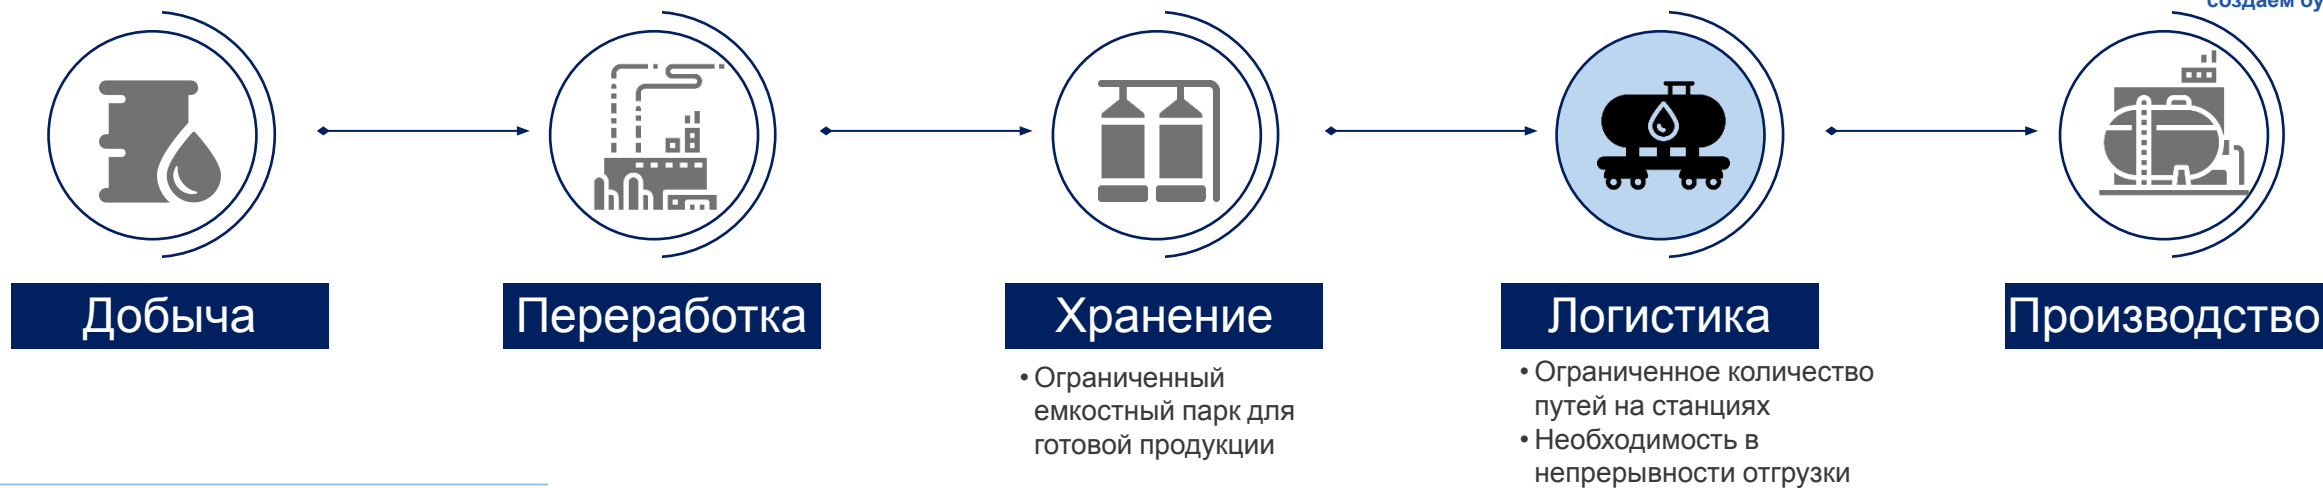 создаем
Добыча
Переработка
Хранение
Логистика
Производство
• Ограниченный
емкостный парк для
готовой продукции
• Ограниченное количество
путей на станциях
• Необходимость в
непрерывности отгрузки